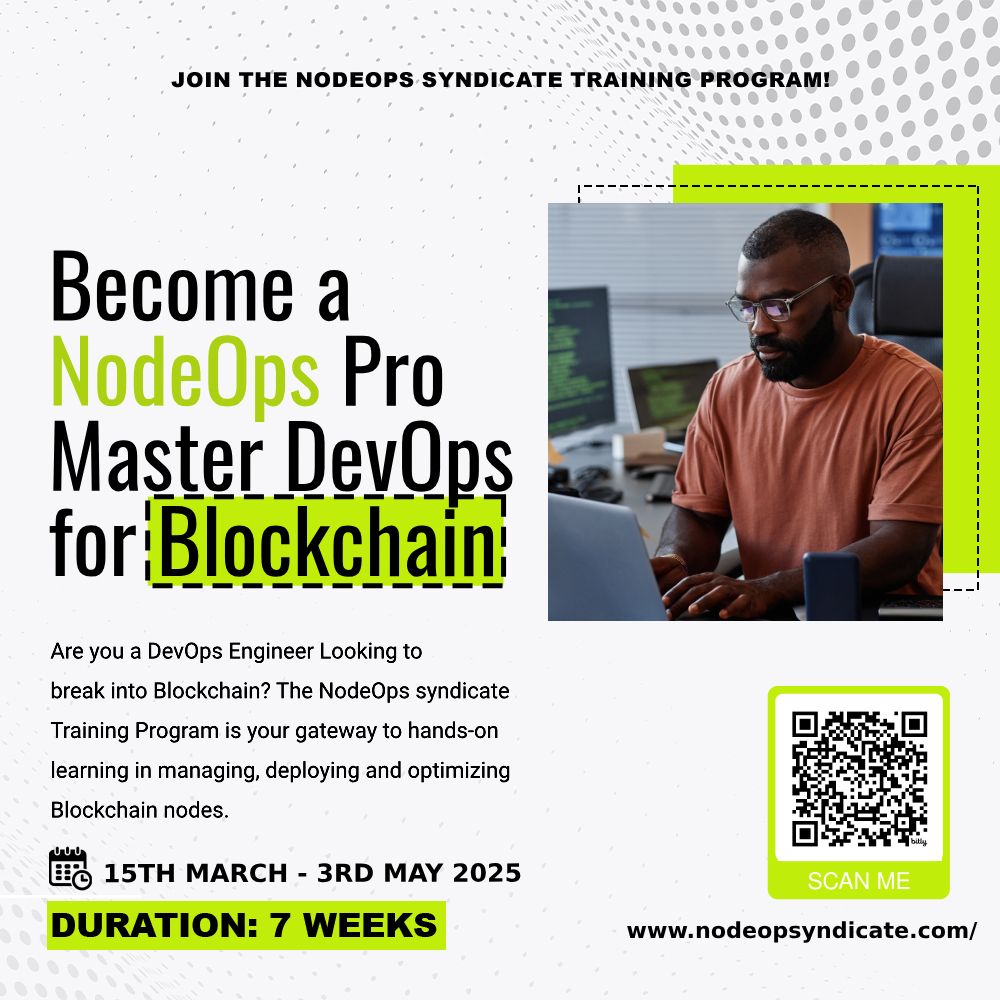 JOIN THE NODEOPS SYNDICATE TRAINING PROGRAM!
Become a
NodeOps Pro
Master DevOps
for Blockchain
Are you a DevOps Engineer Looking to
break into Blockchain? The NodeOps syndicate
Training Program is your gateway to hands-on
learning in managing, deploying and optimizing
Blockchain nodes.
15TH MARCH - 3RD MAY 2025
DURATION: 7 WEEKS
bitly
SCAN ME
www.nodeopsyndicate.com/